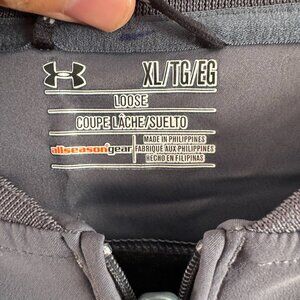 XL/TG/EG
LOOSE
COUPE LÂCHE/SUELTO
allseasongear
MADE IN PHILIPPINES
FABRIQUÉ AUX PHILIPPINES
HECHO EN FILIPINAS